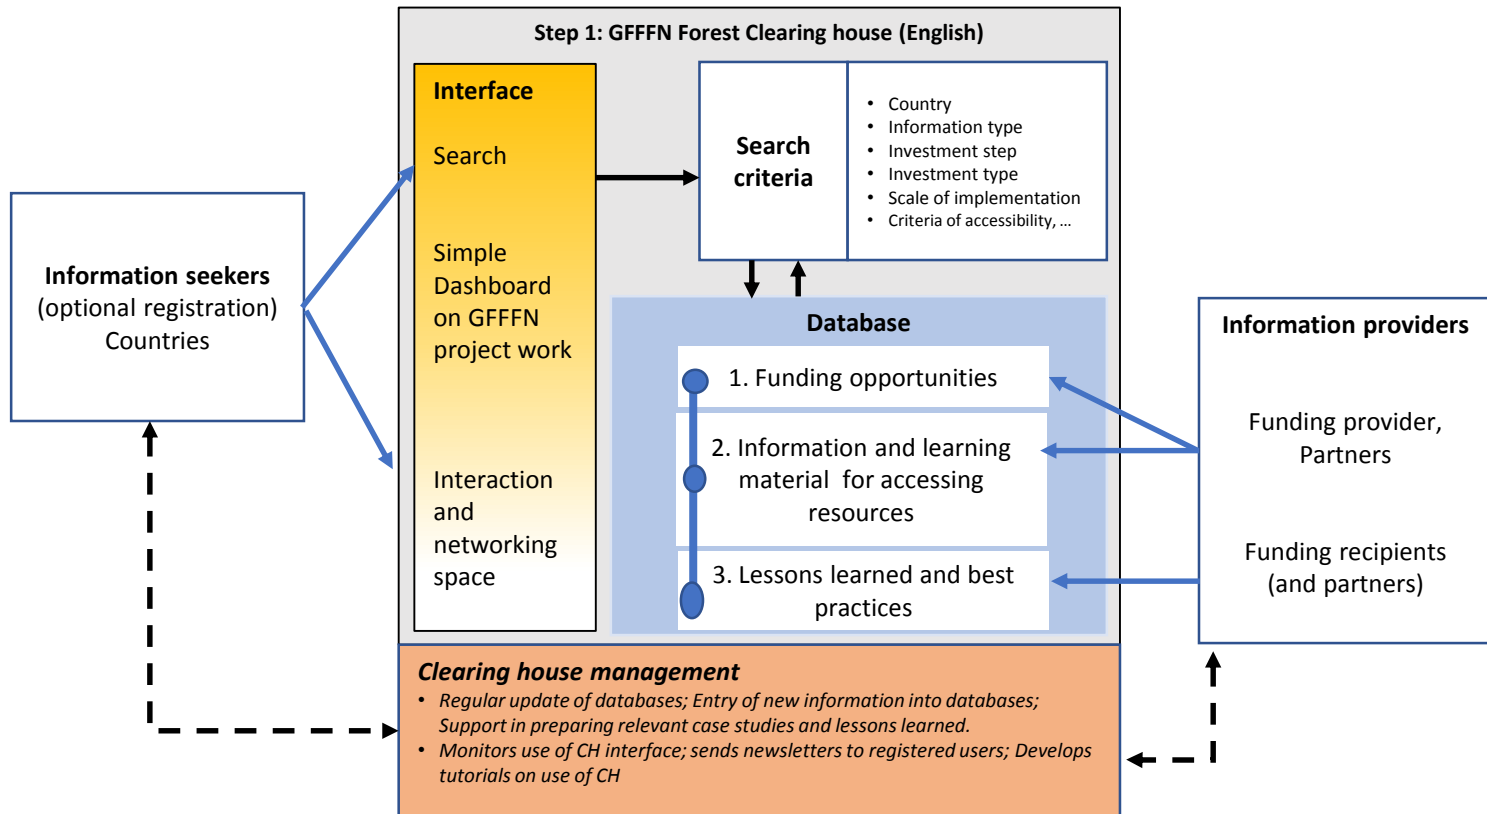 Step 1: GFFFN Forest Clearing house (English)
Interface
Search
Simple
Dashboard
on GFFFN
project work
Interaction
and
networking
space
Search
criteria
• Country
• Information type
• Investment step
• Investment type
• Scale of implementation
• Criteria of accessibility, ...
Information seekers
(optional registration)
Countries
Database
1. Funding opportunities
2. Information and learning
material for accessing
resources
3. Lessons learned and best
practices
Information providers
Funding provider,
Partners
Funding recipients
(and partners)
Clearing house management
• Regular update of databases; Entry of new information into databases;
Support in preparing relevant case studies and lessons learned.
• Monitors use of CH interface; sends newsletters to registered users; Develops
tutorials on use of CH